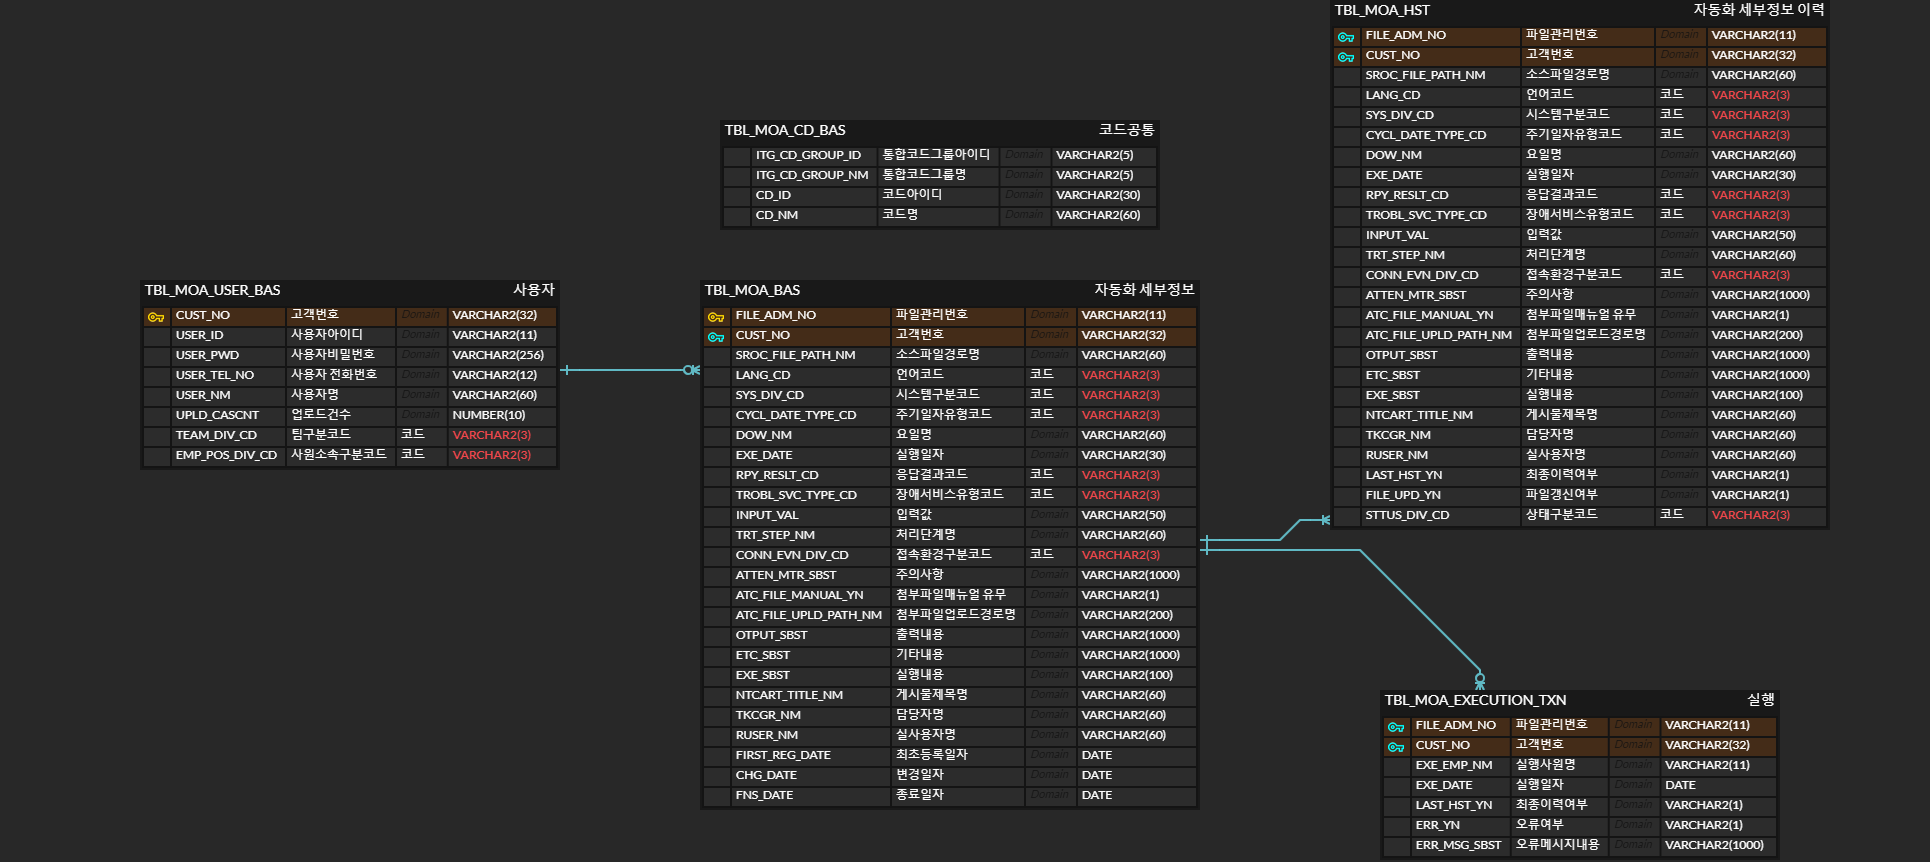 TBL_MOA_HST 자동화 세부정보 이력
FILE_ADM_NO 파일관리번호 Domain VARCHAR2(11)
CUST_NO 고객번호 Domain VARCHAR2(32)
SROC_FILE_PATH_NM 소스파일경로명 Domain VARCHAR2(60)
LANG_CD 언어코드 코드 VARCHAR2(3)
SYS_DIV_CD 시스템구분코드 코드 VARCHAR2(3)
CYCL_DATE_TYPE_CD 주기일자유형코드 코드 VARCHAR2(3)
DOW_NM 요일명 Domain VARCHAR2(60)
EXE_DATE 실행일자 Domain VARCHAR2(30)
RPY_RESLT_CD 응답결과코드 코드 VARCHAR2(3)
TROBL_SVC_TYPE_CD 장애서비스유형코드 코드 VARCHAR2(3)
INPUT_VAL 입력값 Domain VARCHAR2(50)
TRT_STEP_NM 처리단계명 Domain VARCHAR2(60)
CONN_EVN_DIV_CD 접속환경구분코드 코드 VARCHAR2(3)
ATTEN_MTR_SBST 주의사항 Domain VARCHAR2(1000)
ATC_FILE_MANUAL_YN 첨부파일매뉴얼 유무 Domain VARCHAR2(1)
ATC_FILE_UPLD_PATH_NM 첨부파일업로드경로명 Domain VARCHAR2(200)
OTPUT_SBST 출력내용 Domain VARCHAR2(1000)
ETC_SBST 기타내용 Domain VARCHAR2(1000)
EXE_SBST 실행내용 Domain VARCHAR2(100)
NTCART_TITLE_NM 게시물제목명 Domain VARCHAR2(60)
TKCGR_NM 담당자명 Domain VARCHAR2(60)
RUSER_NM 실사용자명 Domain VARCHAR2(60)
LAST_HST_YN 최종이력여부 Domain VARCHAR2(1)
FILE_UPD_YN 파일갱신여부 Domain VARCHAR2(1)
STTUS_DIV_CD 상태구분코드 코드 VARCHAR2(3)
TBL_MOA_CD_BAS 코드공통
ITG_CD_GROUP_ID 통합코드그룹아이디 Domain VARCHAR2(5)
ITG_CD_GROUP_NM 통합코드그룹명 Domain VARCHAR2(5)
CD_ID 코드아이디 Domain VARCHAR2(30)
CD_NM 코드명 Domain VARCHAR2(60)
TBL_MOA_USER_BAS 사용자
CUST_NO 고객번호 Domain VARCHAR2(32)
USER_ID 사용자아이디 Domain VARCHAR2(11)
USER_PWD 사용자비밀번호 Domain VARCHAR2(256)
USER_TEL_NO 사용자 전화번호 Domain VARCHAR2(12)
USER_NM 사용자명 Domain VARCHAR2(60)
UPLD_CASCNT 업로드건수 Domain NUMBER(10)
TEAM_DIV_CD 팀구분코드 코드 VARCHAR2(3)
EMP_POS_DIV_CD 사원소속구분코드 코드 VARCHAR2(3)
TBL_MOA_BAS 자동화 세부정보
FILE_ADM_NO 파일관리번호 Domain VARCHAR2(11)
CUST_NO 고객번호 Domain VARCHAR2(32)
SROC_FILE_PATH_NM 소스파일경로명 Domain VARCHAR2(60)
LANG_CD 언어코드 코드 VARCHAR2(3)
SYS_DIV_CD 시스템구분코드 코드 VARCHAR2(3)
CYCL_DATE_TYPE_CD 주기일자유형코드 코드 VARCHAR2(3)
DOW_NM 요일명 Domain VARCHAR2(60)
EXE_DATE 실행일자 Domain VARCHAR2(30)
RPY_RESLT_CD 응답결과코드 코드 VARCHAR2(3)
TROBL_SVC_TYPE_CD 장애서비스유형코드 코드 VARCHAR2(3)
INPUT_VAL 입력값 Domain VARCHAR2(50)
TRT_STEP_NM 처리단계명 Domain VARCHAR2(60)
CONN_EVN_DIV_CD 접속환경구분코드 코드 VARCHAR2(3)
ATTEN_MTR_SBST 주의사항 Domain VARCHAR2(1000)
ATC_FILE_MANUAL_YN 첨부파일매뉴얼 유무 Domain VARCHAR2(1)
ATC_FILE_UPLD_PATH_NM 첨부파일업로드경로명 Domain VARCHAR2(200)
OTPUT_SBST 출력내용 Domain VARCHAR2(1000)
ETC_SBST 기타내용 Domain VARCHAR2(1000)
EXE_SBST 실행내용 Domain VARCHAR2(100)
NTCART_TITLE_NM 게시물제목명 Domain VARCHAR2(60)
TKCGR_NM 담당자명 Domain VARCHAR2(60)
RUSER_NM 실사용자명 Domain VARCHAR2(60)
FIRST_REG_DATE 최초등록일자 Domain DATE
CHG_DATE 변경일자 Domain DATE
FNS_DATE 종료일자 Domain DATE
TBL_MOA_EXECUTION_TXN 실행
FILE_ADM_NO 파일관리번호 Domain VARCHAR2(11)
CUST_NO 고객번호 Domain VARCHAR2(32)
EXE_EMP_NM 실행사원명 Domain VARCHAR2(11)
EXE_DATE 실행일자 Domain DATE
LAST_HST_YN 최종이력여부 Domain VARCHAR2(1)
ERR_YN 오류여부 Domain VARCHAR2(1)
ERR_MSG_SBST 오류메시지내용 Domain VARCHAR2(1000)